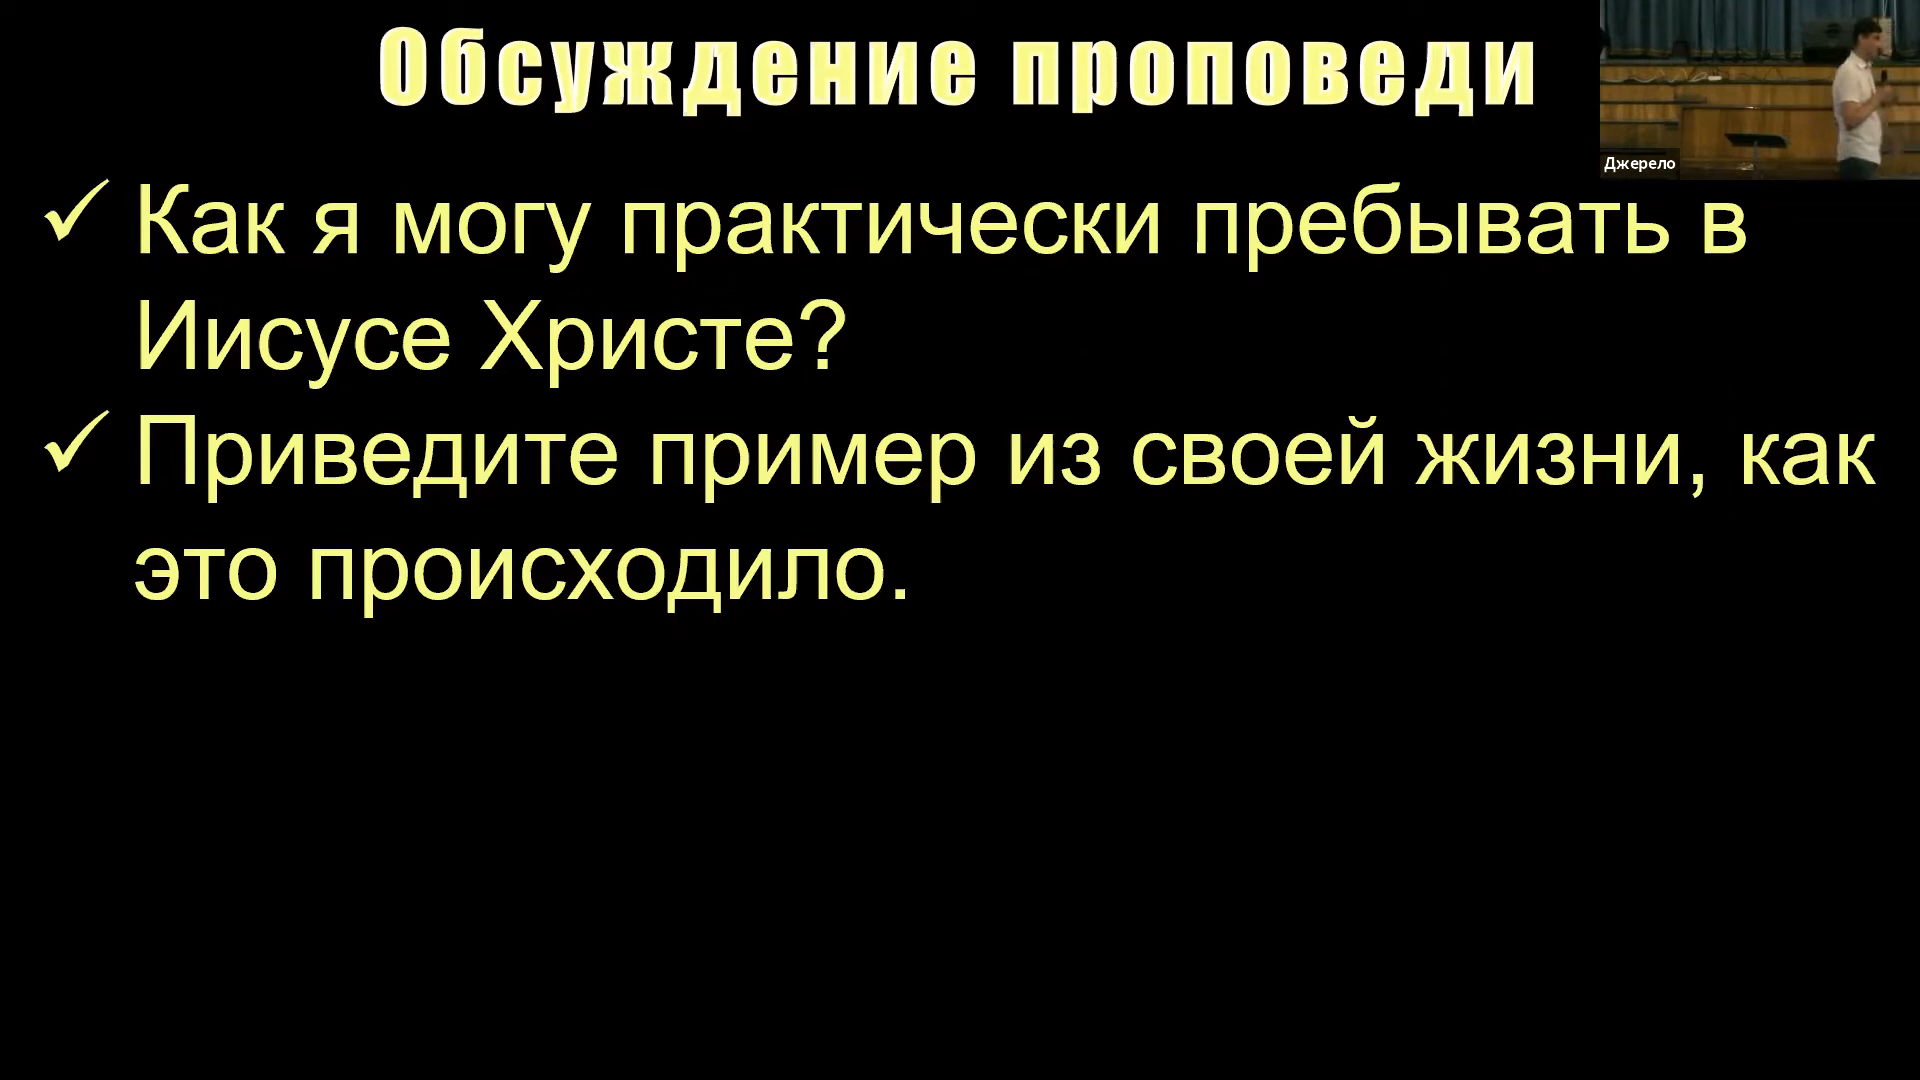 Обсуждение проповеди
Джерело
✓ Как я могу практически пребывать в
Иисусе Христе?
✓ Приведите пример из своей жизни, как
это происходило.